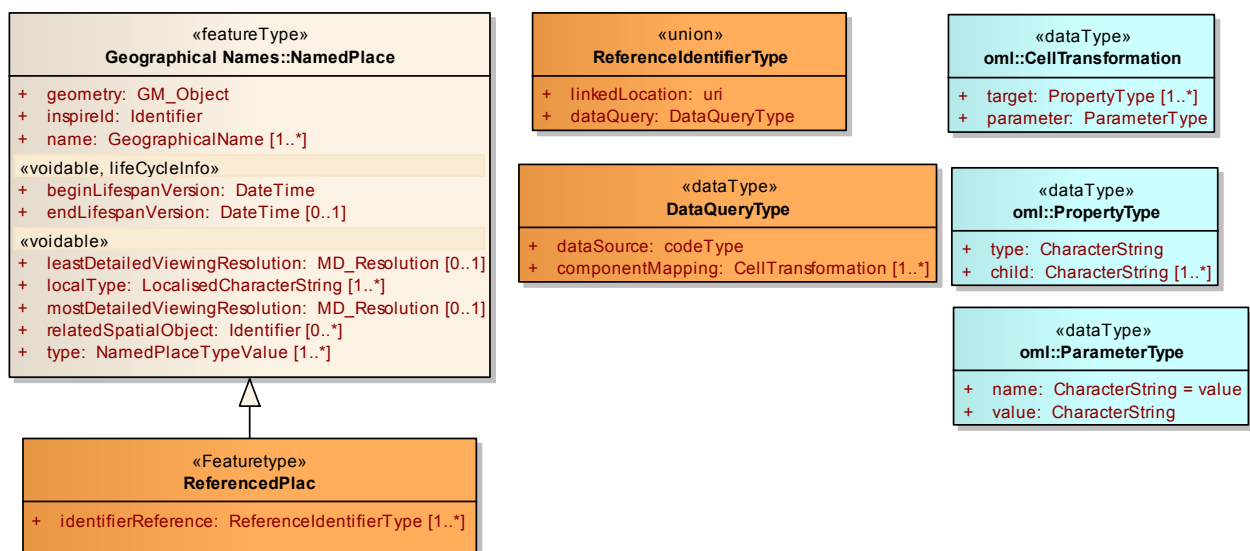 «featureType»
Geographical Names::NamedPlace
+ geometry: GM_Object
+ inspireId: Identifier
+ name: GeographicalName [1..*]
«voidable, lifeCycleInfo»
+ beginLifespanVersion: DateTime
+ endLifespanVersion: DateTime [0..1]
«voidable»
+ leastDetailedViewingResolution: MD_Resolution [0..1]
+ localType: LocalisedCharacterString [1..*]
+ mostDetailedViewingResolution: MD_Resolution [0..1]
+ relatedSpatialObject: Identifier [0..*]
+ type: NamedPlaceTypeValue [1..*]
«Featuretype»
ReferencedPlac
+ identifierReference: ReferenceIdentifierType [1..*]
«union»
ReferenceIdentifierType
+ linkedLocation: uri
+ dataQuery: DataQueryType
«dataType»
DataQueryType
+ dataSource: codeType
+ componentMapping: CellTransformation [1..*]
«dataType»
oml::CellTransformation
+ target: PropertyType [1..*]
+ parameter: ParameterType
«dataType»
oml::PropertyType
+ type: CharacterString
+ child: CharacterString [1..*]
«dataType»
oml::ParameterType
+ name: CharacterString = value
+ value: CharacterString